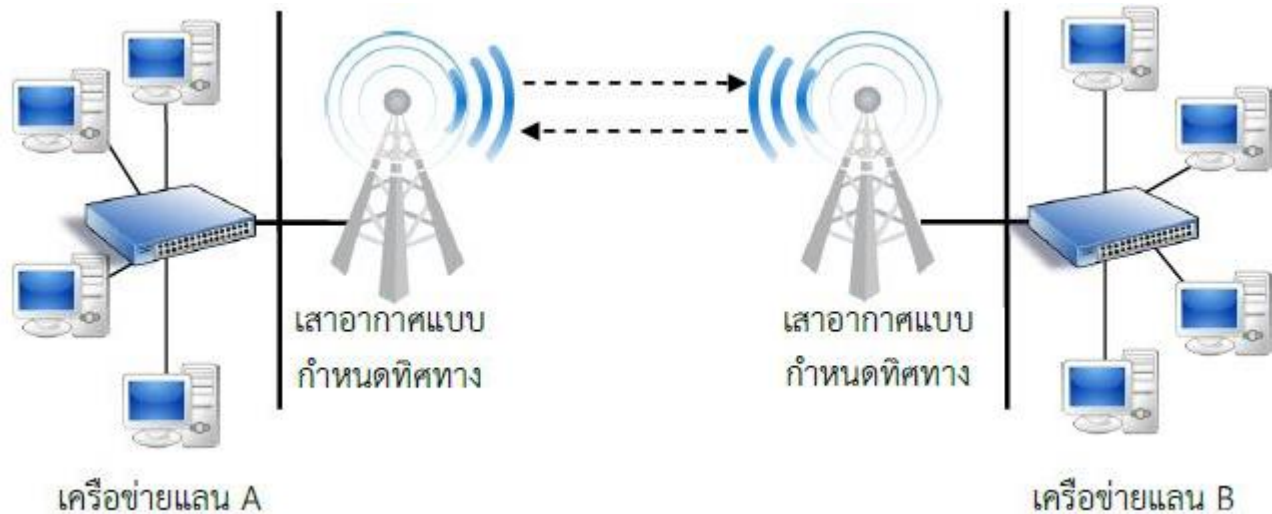 เสาอากาศแบบ
กำหนดทิศทาง
เสาอากาศแบบ
กำหนดทิศทาง
เครือข่ายแลน A
เครือข่ายแลน B